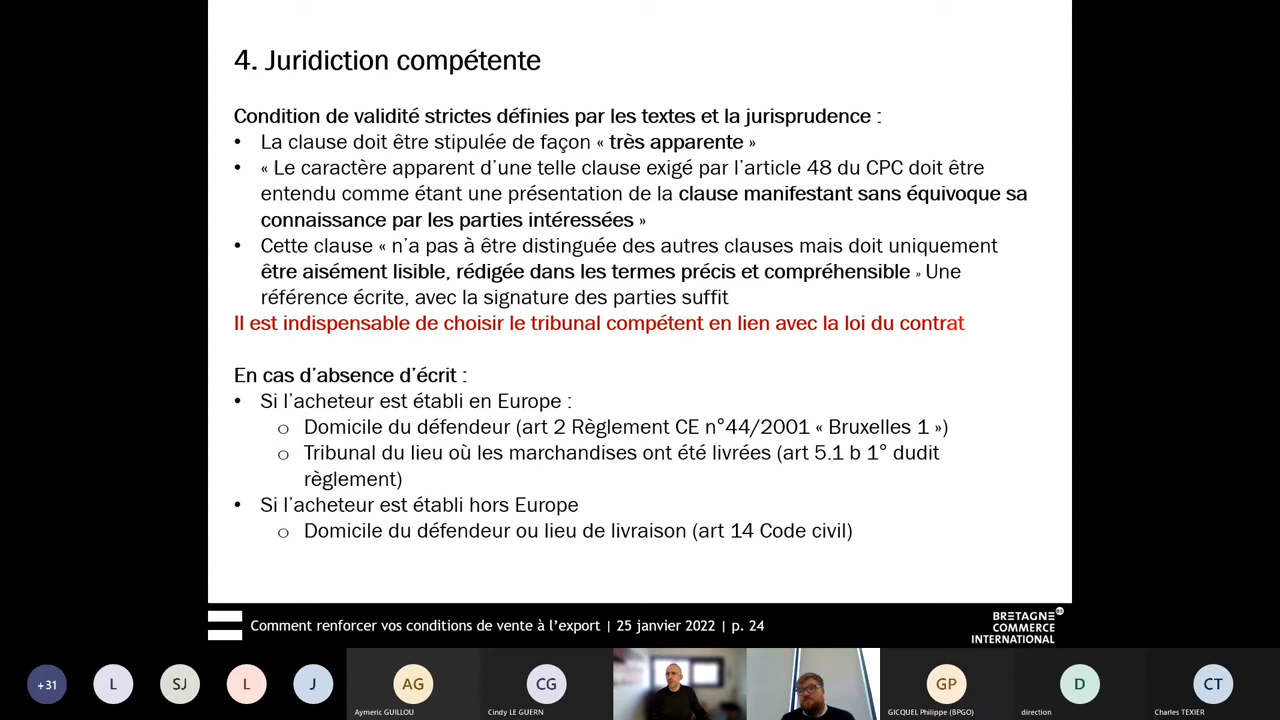 4. Juridiction compétente
Condition de validité strictes définies par les textes et la jurisprudence :
• La clause doit être stipulée de façon « très apparente »
• « Le caractère apparent d’une telle clause exigé par l’article 48 du CPC doit être
entendu comme étant une présentation de la clause manifestant sans équivoque sa
connaissance par les parties intéressées »
• Cette clause « n’a pas à être distinguée des autres clauses mais doit uniquement
être aisément lisible, rédigée dans les termes précis et compréhensible » Une
référence écrite, avec la signature des parties suffit
Il est indispensable de choisir le tribunal compétent en lien avec la loi du contrat
En cas d’absence d’écrit :
• Si l’acheteur est établi en Europe :
o Domicile du défendeur (art 2 Règlement CE n°44/2001 « Bruxelles 1 »)
o Tribunal du lieu où les marchandises ont été livrées (art 5.1 b 1° dudit
règlement)
• Si l’acheteur est établi hors Europe
o Domicile du défendeur ou lieu de livraison (art 14 Code civil)
Comment renforcer vos conditions de vente à l’export | 25 janvier 2022 | p. 24
BRETAGNE
COMMERCE
INTERNATIONAL
+31 L SJ L J AG CG GP D CT
Aymeric GUILLOU Cindy LE GUERN GICQUEL Philippe (BPGO) direction Charles TEXIER